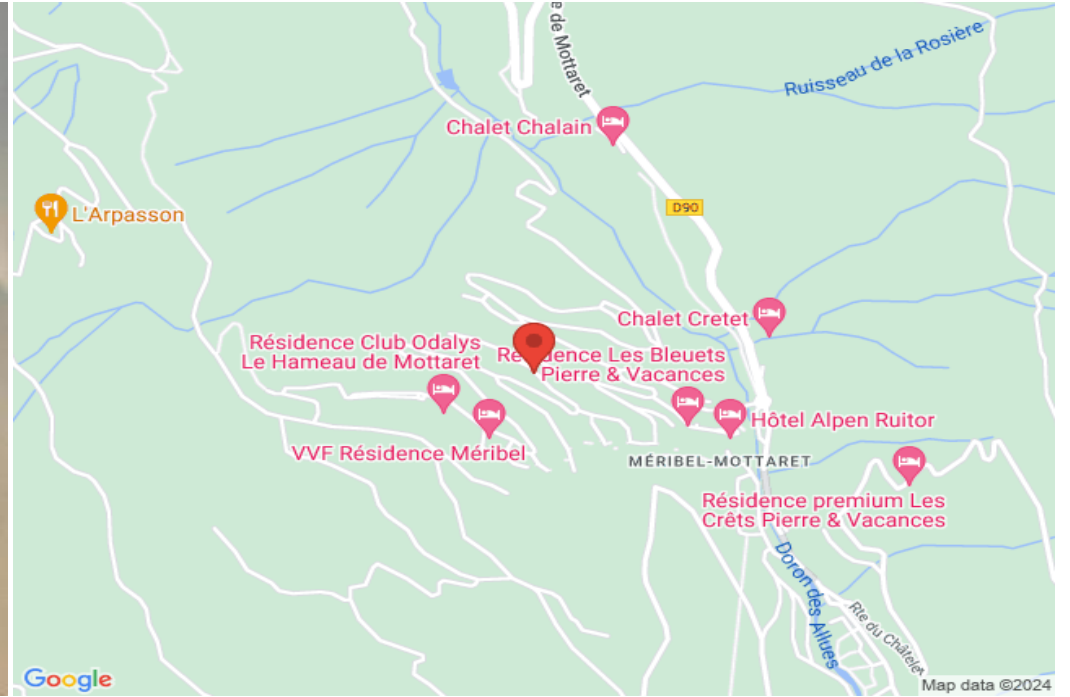 e de Mottaret
Ruisseau de la Rosière
Chalet Chalain
D90
L'Arpasson
Chalet Cretet
Résidence Club Odalys
Le Hameau de Mottaret
Les Bleuets
Pierre & Vacances
Hôtel Alpen Ruitor
VVF Résidence Méribel
MÉRIBEL-MOTTARET
Résidence premium Les
Crêts Pierre & Vacances
Doron des Allues
Rte du Châtelet
Google
Map data ©2024